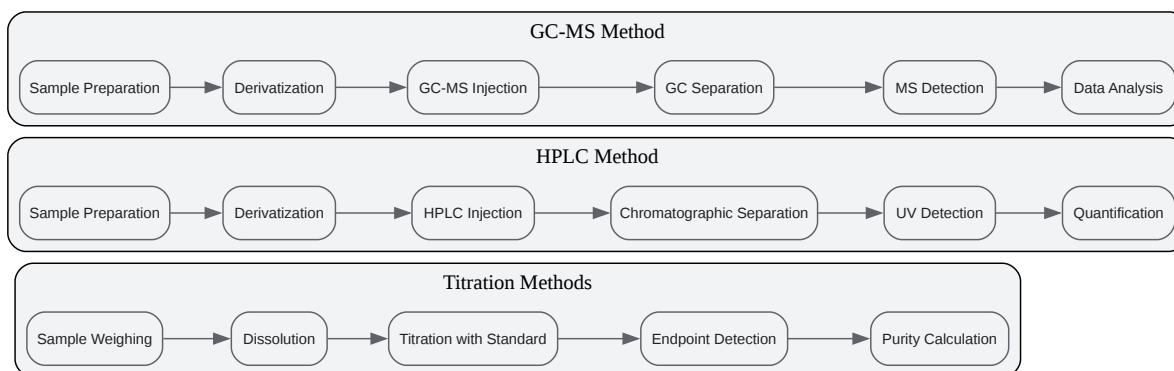 GC-MS Method
Sample Preparation
Derivatization
GC-MS Injection
GC Separation
MS Detection
Data Analysis
HPLC Method
Sample Preparation
Derivatization
HPLC Injection
Chromatographic Separation
UV Detection
Quantification
Titration Methods
Sample Weighing
Dissolution
Titration with Standard
Endpoint Detection
Purity Calculation